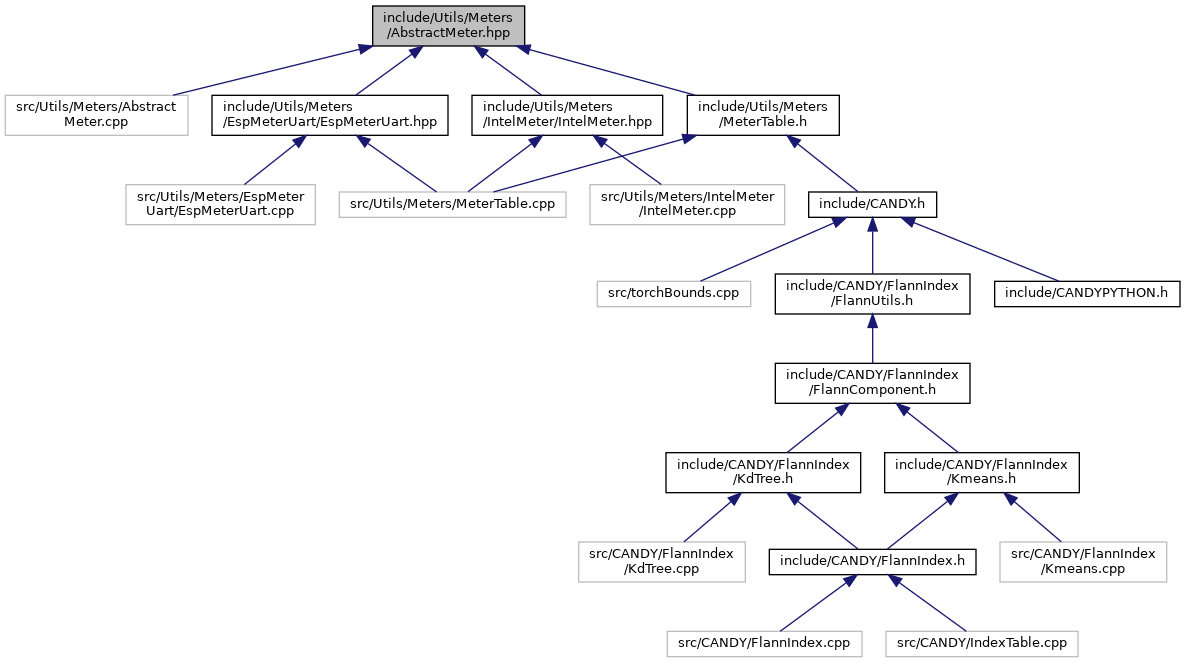 include/Utils/Meters
/AbstractMeter.hpp
src/Utils/Meters/Abstract
Meter.cpp
include/Utils/Meters
/EspMeterUart/EspMeterUart.hpp
include/Utils/Meters
/IntelMeter/IntelMeter.hpp
include/Utils/Meters
/MeterTable.h
src/Utils/Meters/EspMeter
Uart/EspMeterUart.cpp
src/Utils/Meters/MeterTable.cpp
src/Utils/Meters/IntelMeter
/IntelMeter.cpp
include/CANDY.h
src/torchBounds.cpp
include/CANDY/FlannIndex
/FlannUtils.h
include/CANDYPYTHON.h
include/CANDY/FlannIndex
/FlannComponent.h
include/CANDY/FlannIndex
/KdTree.h
include/CANDY/FlannIndex
/Kmeans.h
src/CANDY/FlannIndex
/KdTree.cpp
include/CANDY/FlannIndex.h
src/CANDY/FlannIndex
/Kmeans.cpp
src/CANDY/FlannIndex.cpp
src/CANDY/IndexTable.cpp